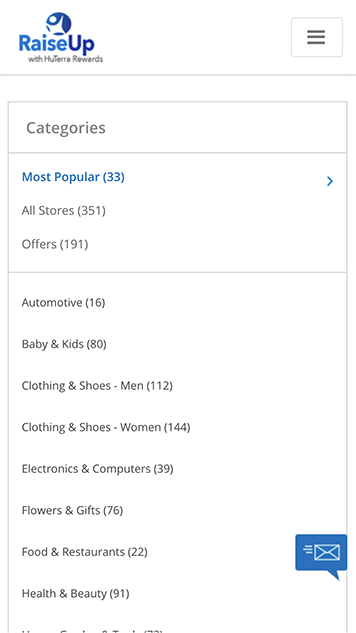 RaiseUp
with HuTerra Rewards
Categories
Most Popular (33)
All Stores (351)
Offers (191)
Automotive (16)
Baby & Kids (80)
Clothing & Shoes - Men (112)
Clothing & Shoes - Women (144)
Electronics & Computers (39)
Flowers & Gifts (76)
Food & Restaurants (22)
Health & Beauty (91)